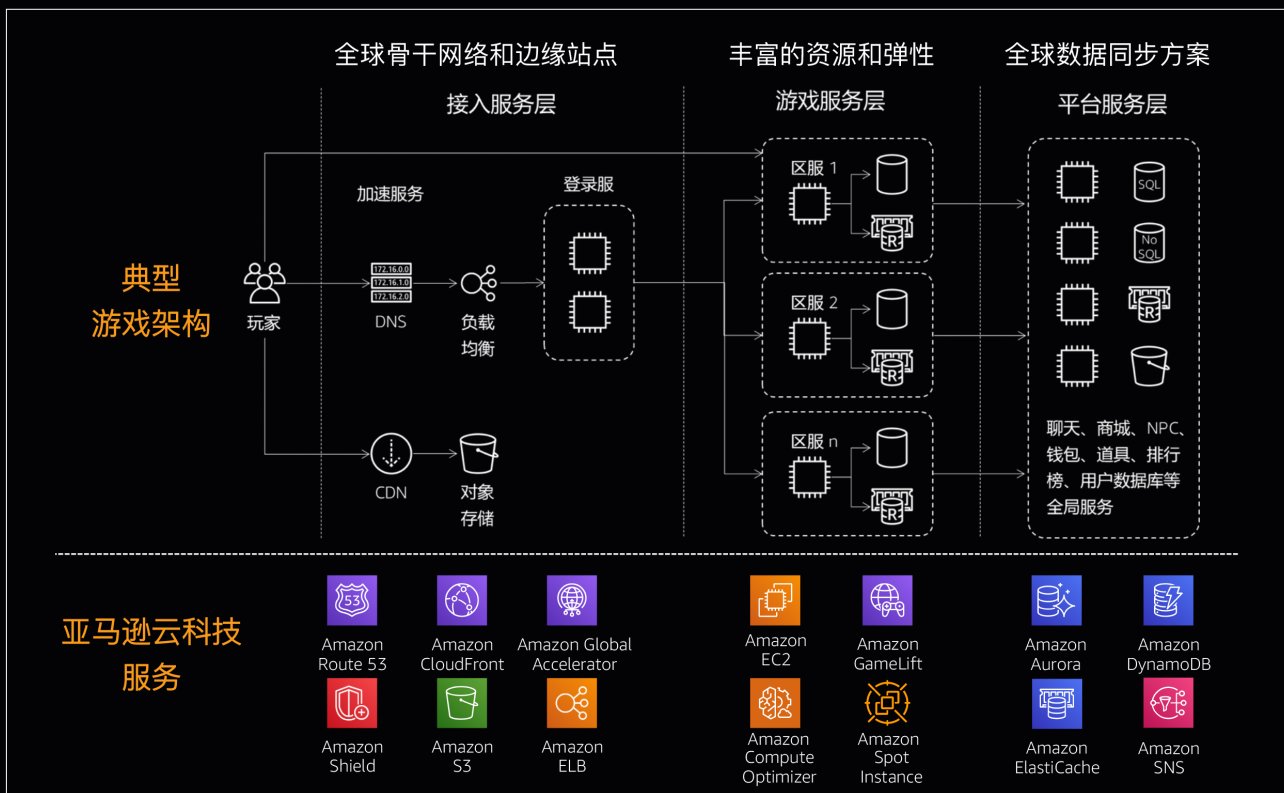 全球骨干网络和边缘站点
丰富的资源和弹性
全球数据同步方案
接入服务层
游戏服务层
平台服务层
典型
游戏架构
玩家
加速服务
172.16.0.0
172.16.1.0
172.16.2.0
DNS
负载
均衡
登录服
CDN
对象
存储
区服 1
R
区服 2
R
区服 n
R
SQL
No
SQL
R
聊天、商城、NPC、
钱包、道具、排行
榜、用户数据库等
全局服务
亚马逊云科技
服务
53
Amazon
Route 53
Amazon
CloudFront
Amazon Global
Accelerator
Amazon
EC2
Amazon
GameLift
Amazon
Aurora
Amazon
DynamoDB
Amazon
Shield
Amazon
S3
Amazon
ELB
Amazon
Compute
Optimizer
Amazon
Spot
Instance
Amazon
ElastiCache
Amazon
SNS